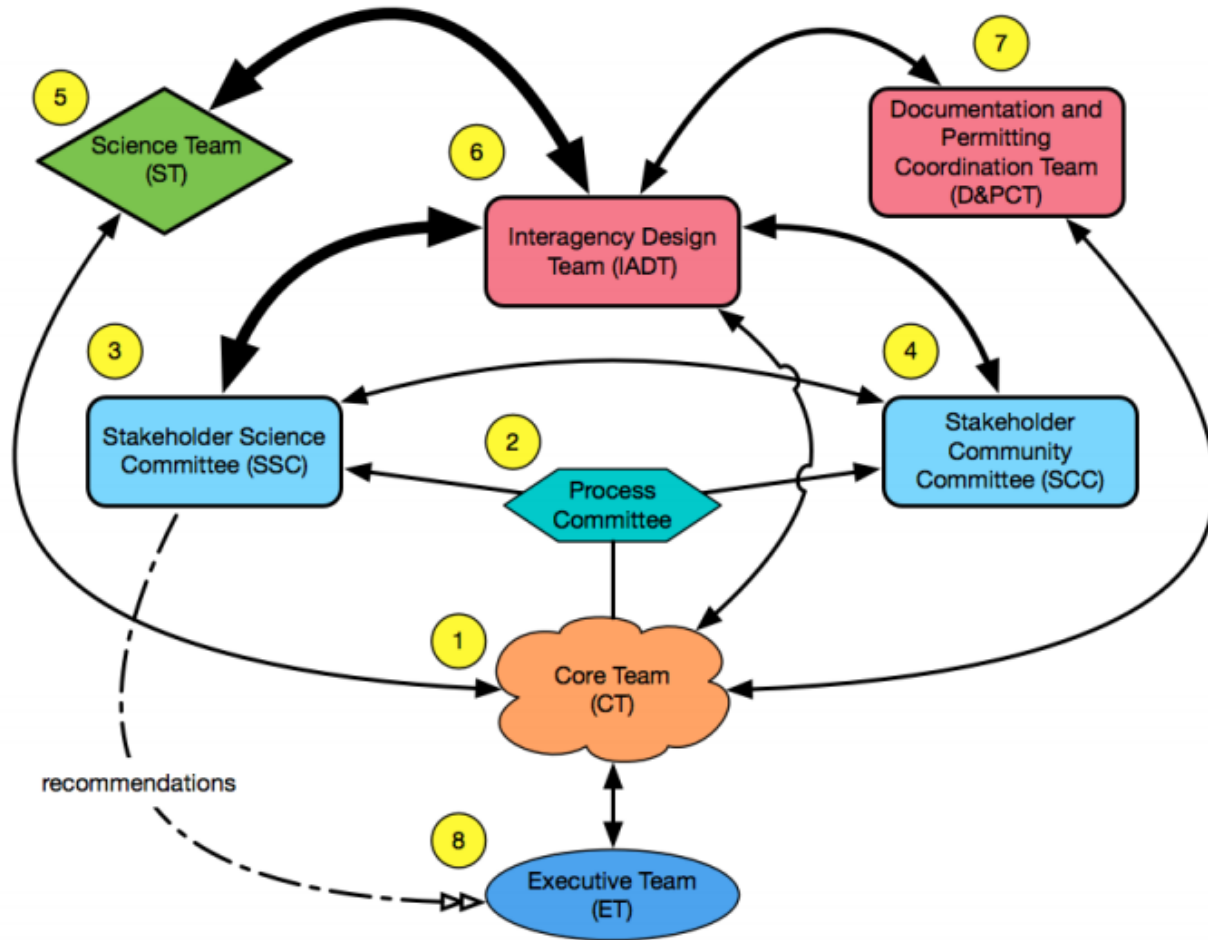 7
5
Documentation and
Permitting
Coordination Team
(D&PCT)
Science Team
(ST)
6
Interagency Design
Team (IADT)
3
4
Stakeholder Science
Committee (SSC)
2
Stakeholder
Community
Committee (SCC)
Process
Committee
1
Core Team
(CT)
recommendations
8
Executive Team
(ET)